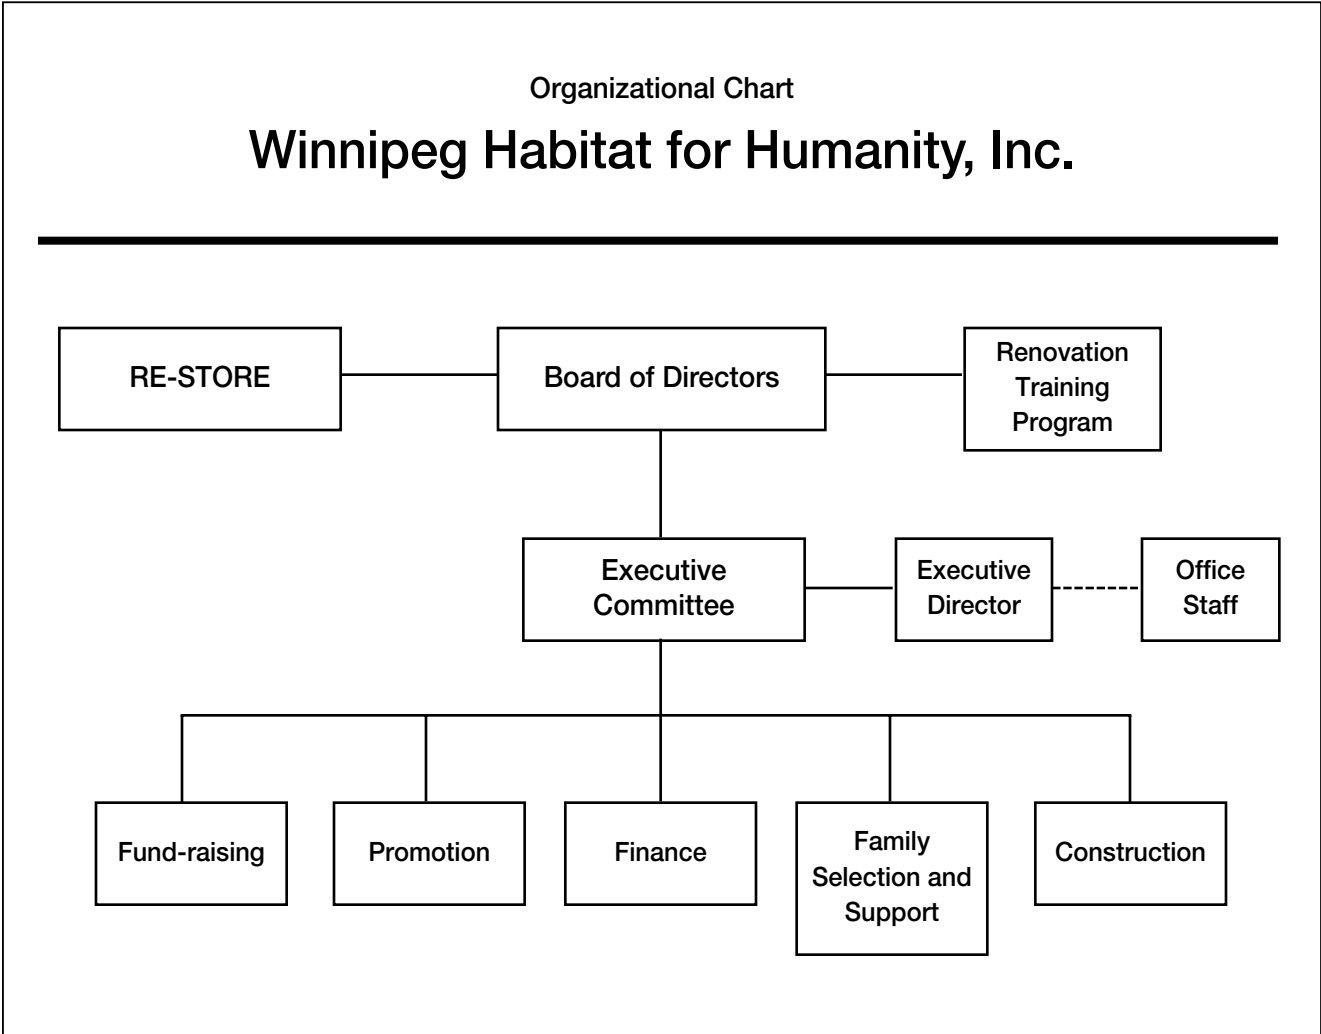 Organizational Chart
Winnipeg Habitat for Humanity, Inc.
RE-STORE
Board of Directors
Renovation
Training
Program
Executive
Committee
Executive
Director
Office
Staff
Fund-raising
Promotion
Finance
Family
Selection and
Support
Construction